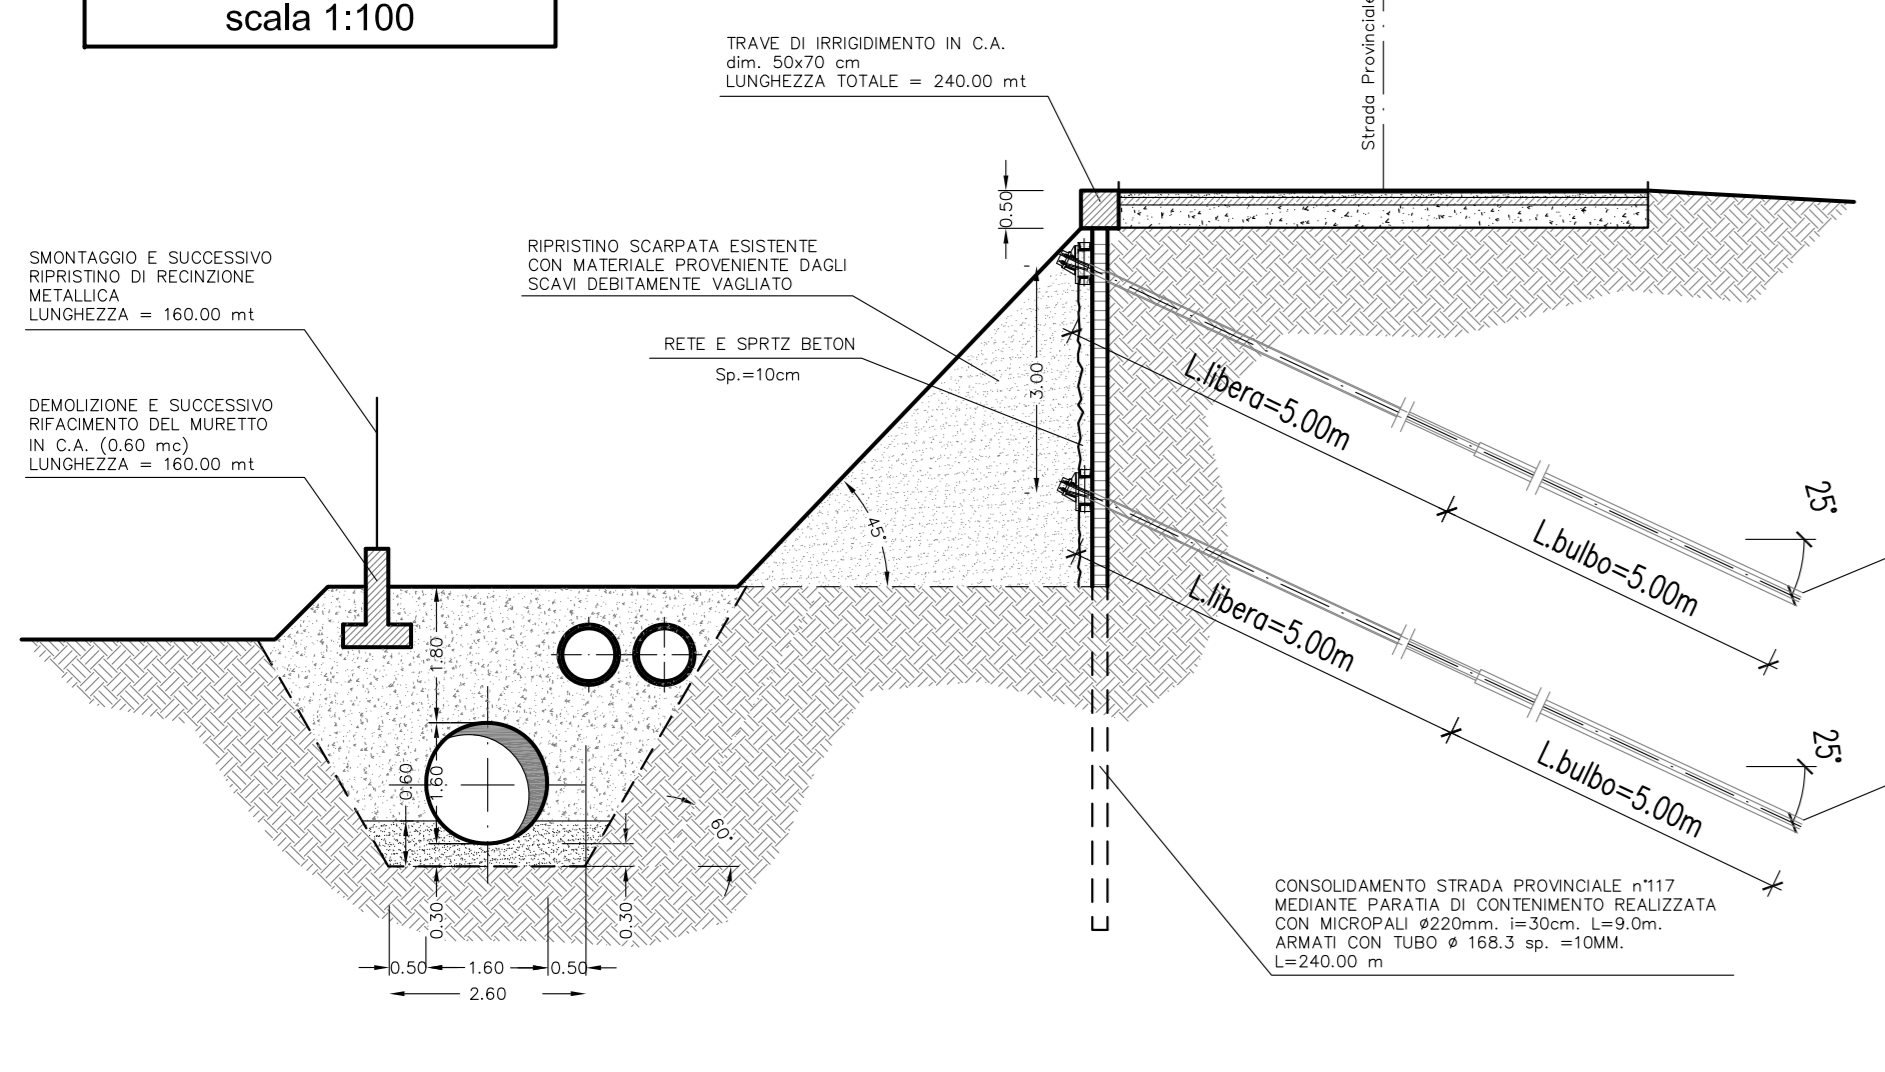 scala 1:100
TRAVE DI IRRIGIDIMENTO IN C.A.
dim. 50x70 cm
LUNGHEZZA TOTALE = 240.00 mt
Strada Provinciale
0.50
SMONTAGGIO E SUCCESSIVO
RIPRISTINO DI RECINZIONE
METALLICA
LUNGHEZZA = 160.00 mt
RIPRISTINO SCARPATA ESISTENTE
CON MATERIALE PROVENIENTE DAGLI
SCAVI DEBITAMENTE VAGLIATO
RETE E SPRTZ BETON
Sp.=10cm
3.00
DEMOLIZIONE E SUCCESSIVO
RIFACIMENTO DEL MURETTO
IN C.A. (0.60 mc)
LUNGHEZZA = 160.00 mt
45°
L.libera=5.00m
L.bulbo=5.00m
25°
L.libera=5.00m
L.bulbo=5.00m
25°
1.80
0.60
1.60
60°
0.30
0.30
0.50
1.60
0.50
2.60
CONSOLIDAMENTO STRADA PROVINCIALE n°117
MEDIANTE PARATIA DI CONTENIMENTO REALIZZATA
CON MICROPALI ø220mm. i=30cm. L=9.0m.
ARMATI CON TUBO ø 168.3 sp. =10MM.
L=240.00 m